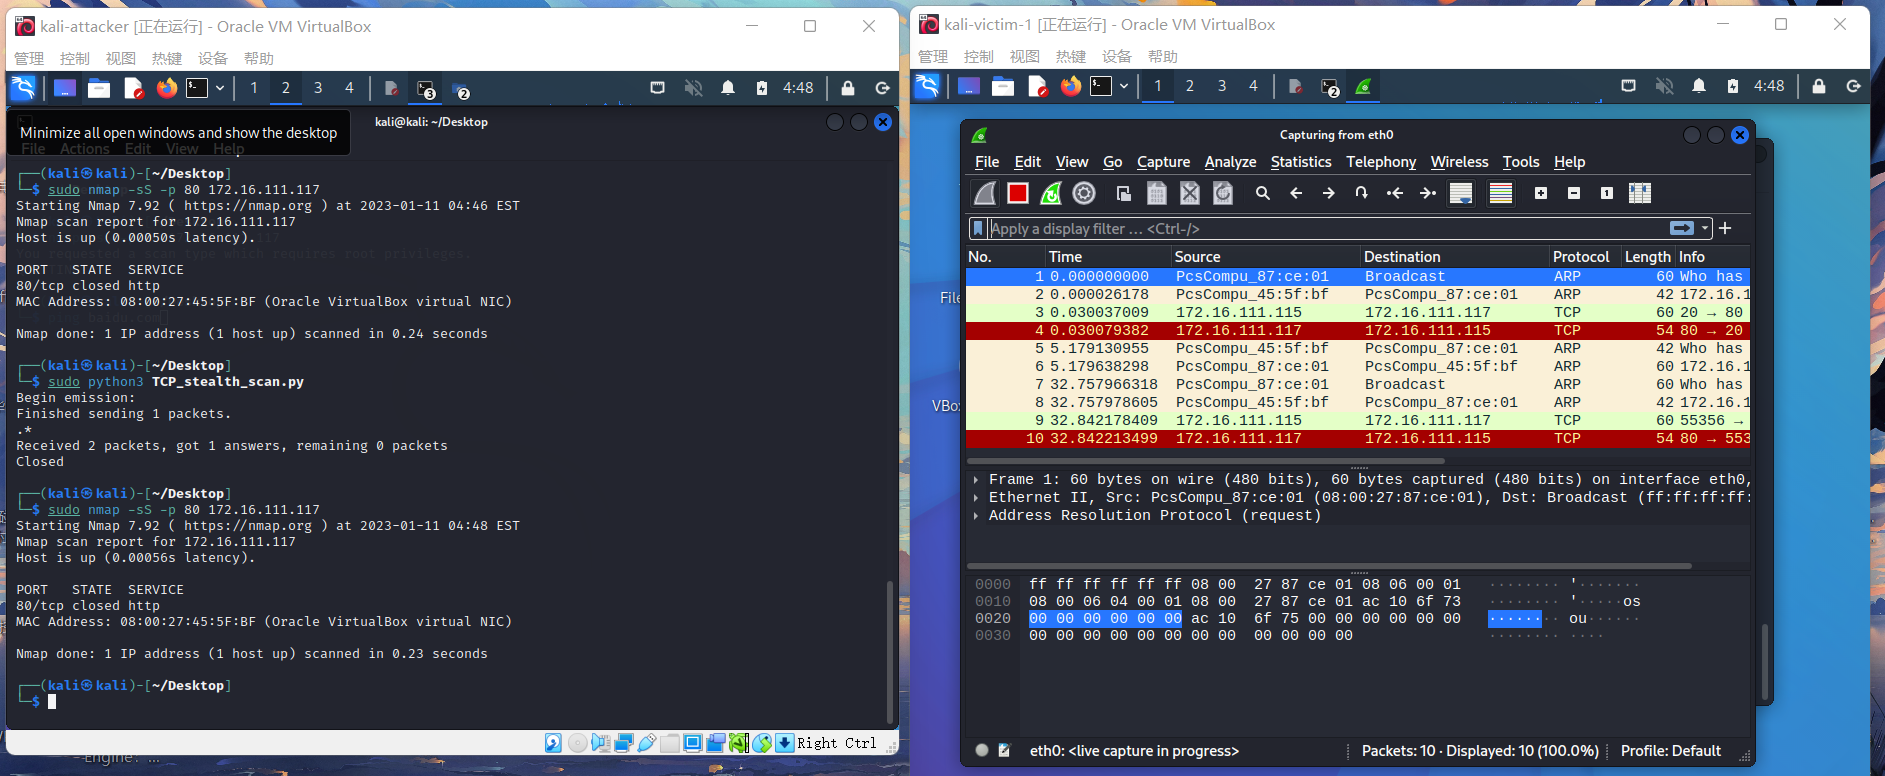 kali-attacker [正在运行] - Oracle VM VirtualBox
管理 控制 视图 热键 设备 帮助
1 2 3 4 3 2 4:48
Minimize all open windows and show the desktop
kali@kali: ~/Desktop
File Actions Edit View Help
┌──(kali㉿kali)-[~/Desktop]
└─$ sudo nmap -sS -p 80 172.16.111.117
Starting Nmap 7.92 ( https://nmap.org ) at 2023-01-11 04:46 EST
Nmap scan report for 172.16.111.117
Host is up (0.00050s latency).
You requested a scan type which requires root privileges.
PORT STATE SERVICE
80/tcp closed http
MAC Address: 08:00:27:45:5F:BF (Oracle VirtualBox virtual NIC)
Nmap done: 1 IP address (1 host up) scanned in 0.24 seconds
┌──(kali㉿kali)-[~/Desktop]
└─$ sudo python3 TCP_stealth_scan.py
Begin emission:
Finished sending 1 packets.
.*
Received 2 packets, got 1 answers, remaining 0 packets
Closed
┌──(kali㉿kali)-[~/Desktop]
└─$ sudo nmap -sS -p 80 172.16.111.117
Starting Nmap 7.92 ( https://nmap.org ) at 2023-01-11 04:48 EST
Nmap scan report for 172.16.111.117
Host is up (0.00056s latency).
PORT STATE SERVICE
80/tcp closed http
MAC Address: 08:00:27:45:5F:BF (Oracle VirtualBox virtual NIC)
Nmap done: 1 IP address (1 host up) scanned in 0.23 seconds
┌──(kali㉿kali)-[~/Desktop]
└─$
Right Ctrl
Engine: ...
kali-victim-1 [正在运行] - Oracle VM VirtualBox
管理 控制 视图 热键 设备 帮助
1 2 3 4 2 4:48
File
VBo
Capturing from eth0
File Edit View Go Capture Analyze Statistics Telephony Wireless Tools Help
Apply a display filter ... <Ctrl-/>
No. Time Source Destination Protocol Length Info
1 0.000000000 PcsCompu_87:ce:01 Broadcast ARP 60 Who has
2 0.000026178 PcsCompu_45:5f:bf PcsCompu_87:ce:01 ARP 42 172.16.1
3 0.030037009 172.16.111.115 172.16.111.117 TCP 60 20 → 80
4 0.030079382 172.16.111.117 172.16.111.115 TCP 54 80 → 20
5 5.179130955 PcsCompu_45:5f:bf PcsCompu_87:ce:01 ARP 42 Who has
6 5.179638298 PcsCompu_87:ce:01 PcsCompu_45:5f:bf ARP 60 172.16.1
7 32.757966318 PcsCompu_87:ce:01 Broadcast ARP 60 Who has
8 32.757978605 PcsCompu_45:5f:bf PcsCompu_87:ce:01 ARP 42 172.16.1
9 32.842178409 172.16.111.115 172.16.111.117 TCP 60 55356 →
10 32.842213499 172.16.111.117 172.16.111.115 TCP 54 80 → 553
Frame 1: 60 bytes on wire (480 bits), 60 bytes captured (480 bits) on interface eth0,
Ethernet II, Src: PcsCompu_87:ce:01 (08:00:27:87:ce:01), Dst: Broadcast (ff:ff:ff:ff:
Address Resolution Protocol (request)
0000 ff ff ff ff ff ff 08 00 27 87 ce 01 08 06 00 01 ········ '·······
0010 08 00 06 04 00 01 08 00 27 87 ce 01 ac 10 6f 73 ········ '·····os
0020 00 00 00 00 00 00 ac 10 6f 75 00 00 00 00 00 00 ········ ou······
0030 00 00 00 00 00 00 00 00 00 00 00 00 ········ ····
eth0: <live capture in progress> Packets: 10 · Displayed: 10 (100.0%) Profile: Default